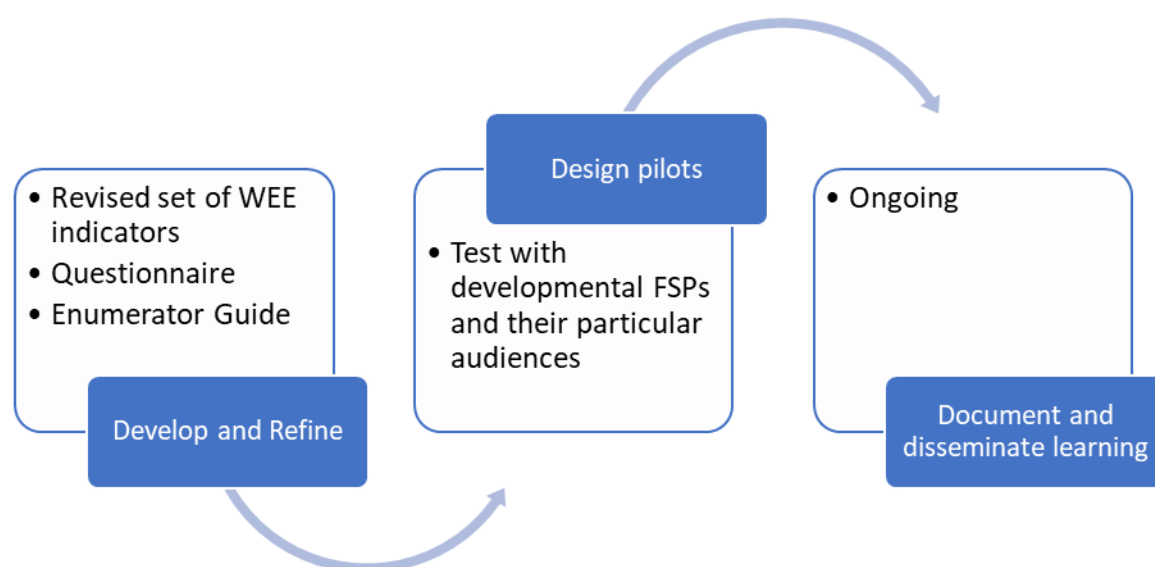 • Revised set of WEE
indicators
• Questionnaire
• Enumerator Guide
Develop and Refine
Design pilots
• Test with
developmental FSPs
and their particular
audiences
• Ongoing
Document and
disseminate learning